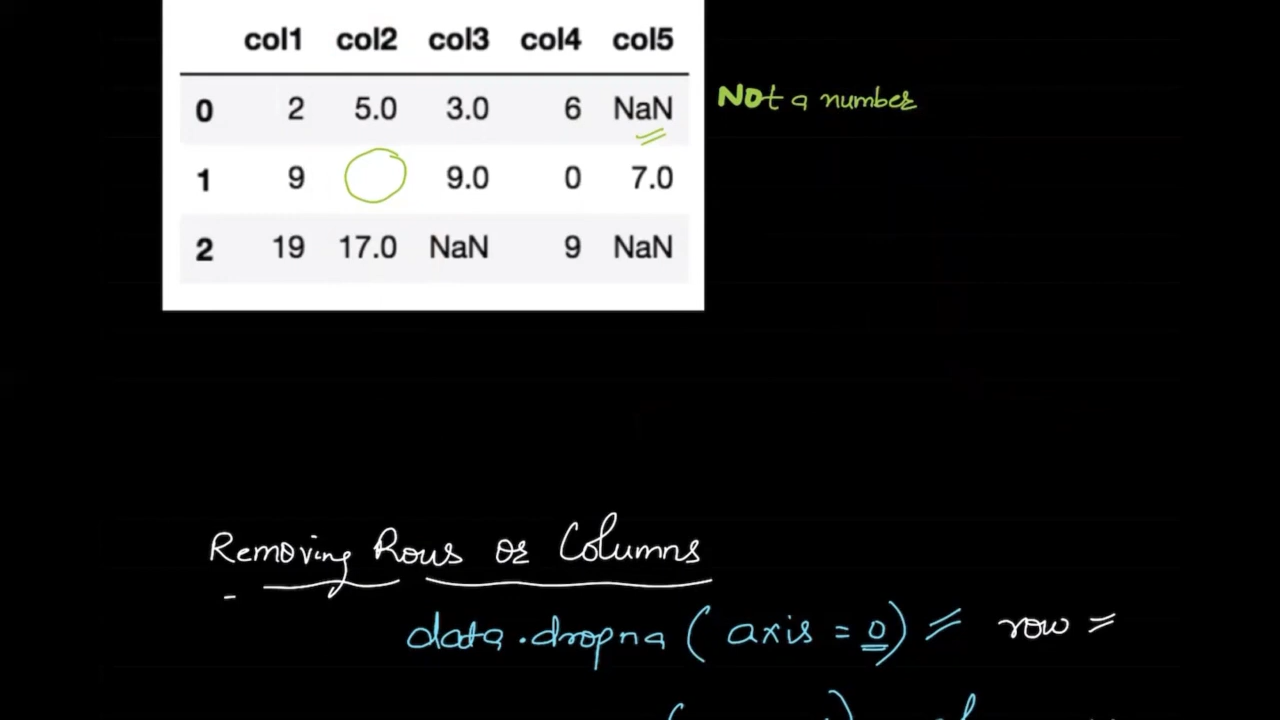 col1 col2 col3 col4 col5
0 2 5.0 3.0 6 NaN NOt a number
1 9 9.0 0 7.0
2 19 17.0 NaN 9 NaN
Removing Rows or Columns
data.dropna (axis = 0) = row =